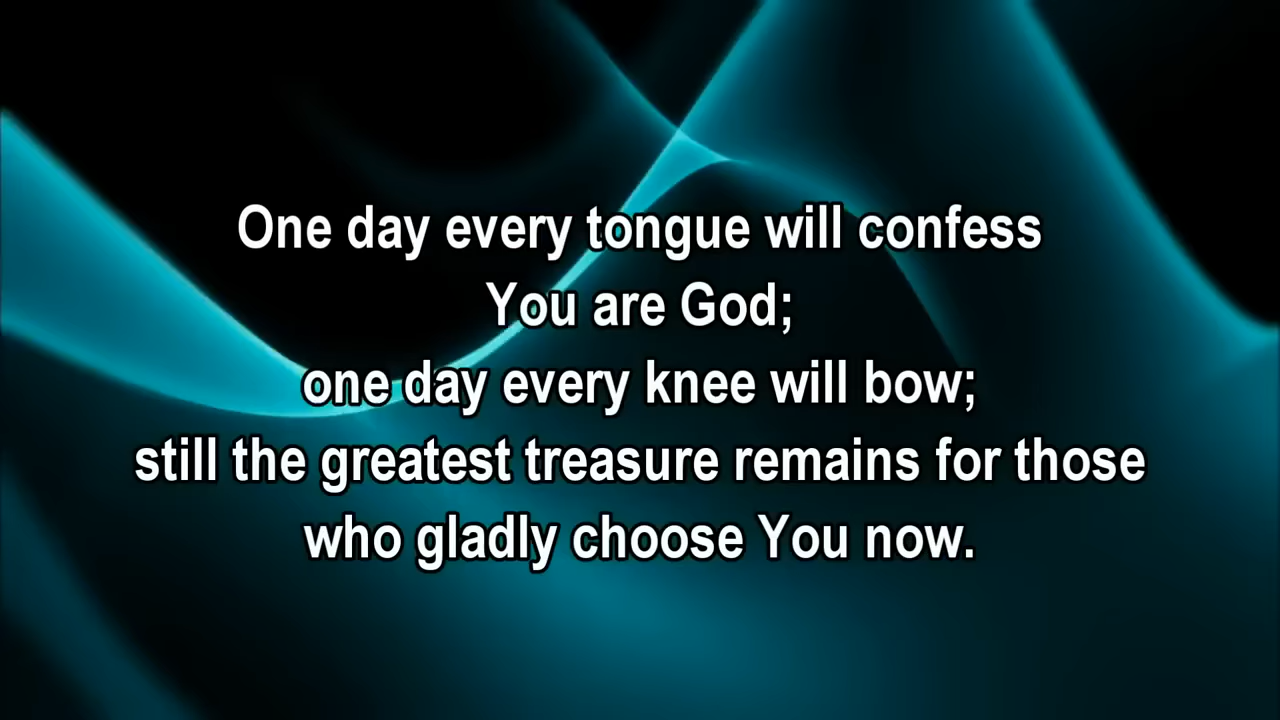 One day every tongue will confess
You are God;
one day every knee will bow;
still the greatest treasure remains for those
who gladly choose You now.